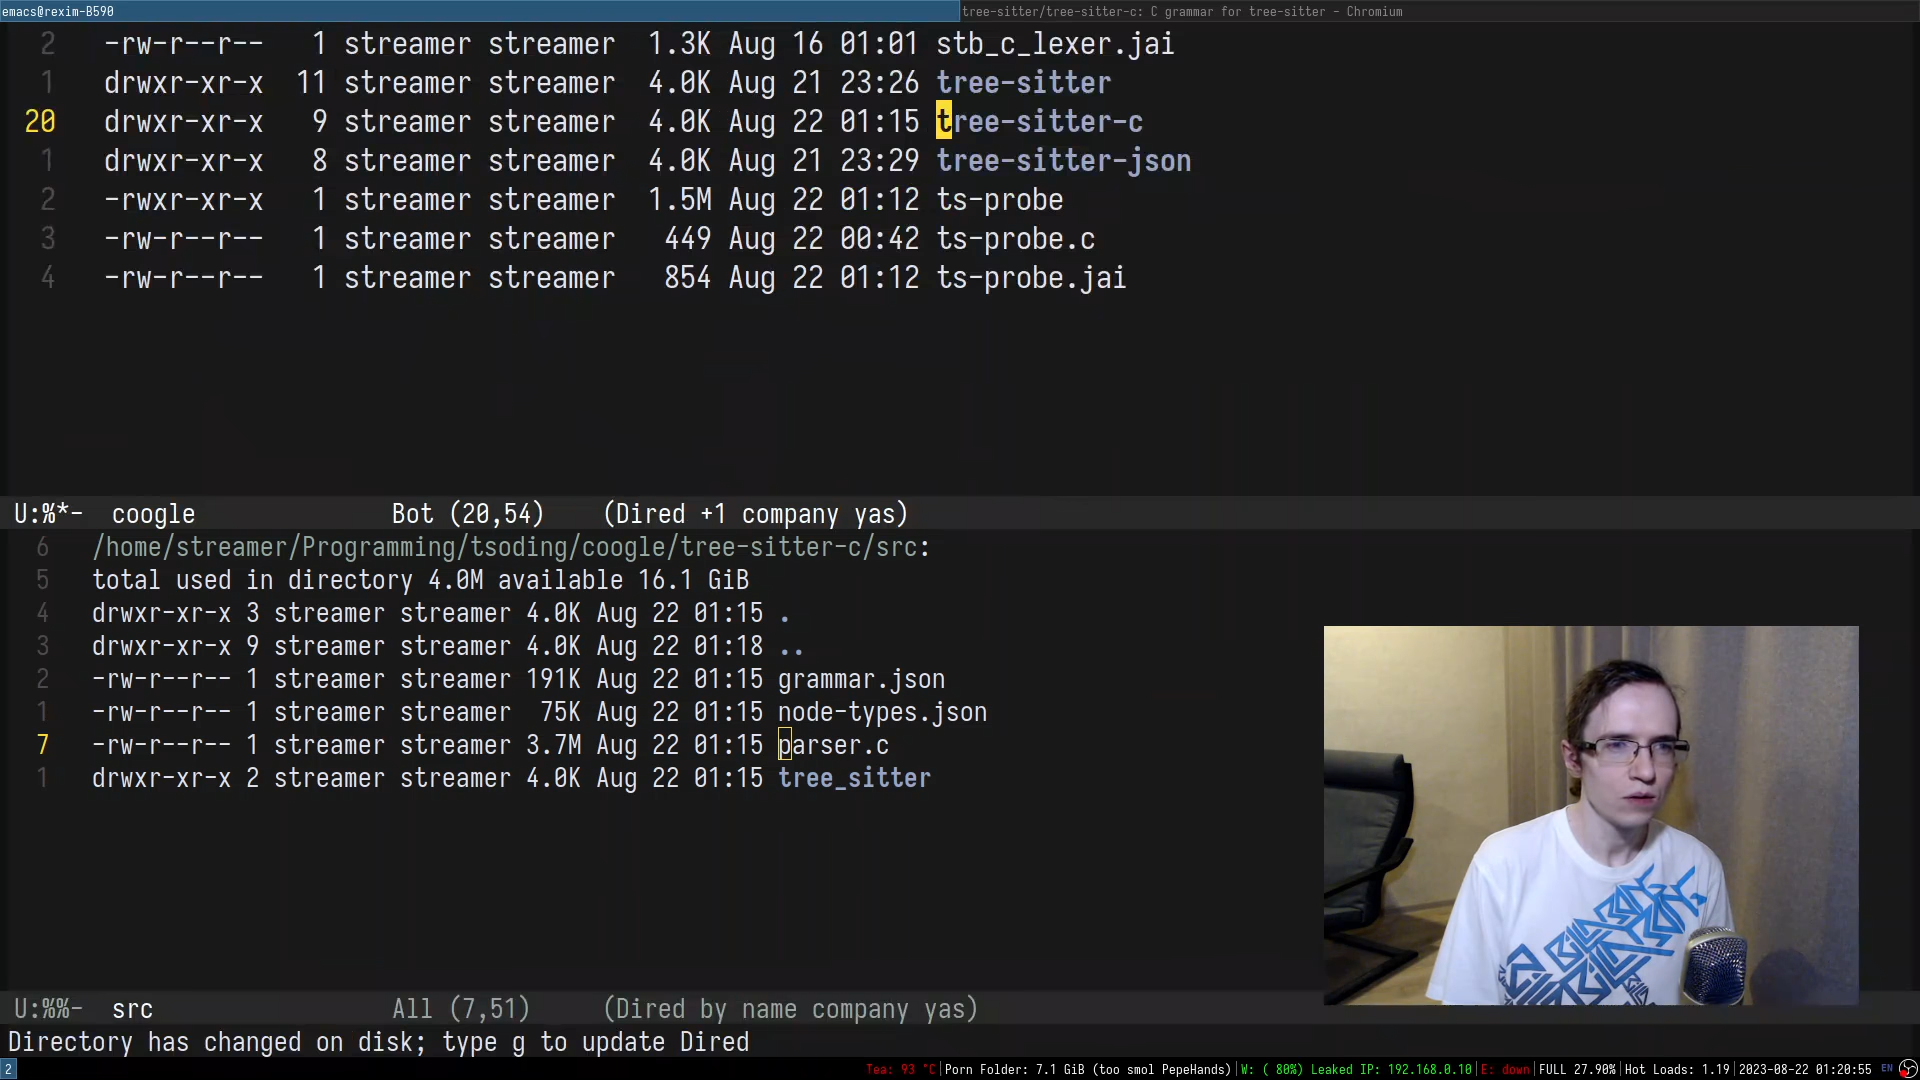 emacs@rexim-B590
tree-sitter/tree-sitter-c: C grammar for tree-sitter - Chromium
2 -rw-r--r-- 1 streamer streamer 1.3K Aug 16 01:01 stb_c_lexer.jai
1 drwxr-xr-x 11 streamer streamer 4.0K Aug 21 23:26 tree-sitter
20 drwxr-xr-x 9 streamer streamer 4.0K Aug 22 01:15 tree-sitter-c
1 drwxr-xr-x 8 streamer streamer 4.0K Aug 21 23:29 tree-sitter-json
2 -rwxr-xr-x 1 streamer streamer 1.5M Aug 22 01:12 ts-probe
3 -rw-r--r-- 1 streamer streamer 449 Aug 22 00:42 ts-probe.c
4 -rw-r--r-- 1 streamer streamer 854 Aug 22 01:12 ts-probe.jai
U:%*- coogle Bot (20,54) (Dired +1 company yas)
6 /home/streamer/Programming/tsoding/coogle/tree-sitter-c/src:
5 total used in directory 4.0M available 16.1 GiB
4 drwxr-xr-x 3 streamer streamer 4.0K Aug 22 01:15 .
3 drwxr-xr-x 9 streamer streamer 4.0K Aug 22 01:18 ..
2 -rw-r--r-- 1 streamer streamer 191K Aug 22 01:15 grammar.json
1 -rw-r--r-- 1 streamer streamer 75K Aug 22 01:15 node-types.json
7 -rw-r--r-- 1 streamer streamer 3.7M Aug 22 01:15 parser.c
1 drwxr-xr-x 2 streamer streamer 4.0K Aug 22 01:15 tree_sitter
U:%%- src All (7,51) (Dired by name company yas)
Directory has changed on disk; type g to update Dired
2 Tea: 93 °C|Porn Folder: 7.1 GiB (too smol PepeHands)|W: ( 80%) Leaked IP: 192.168.0.10|E: down|FULL 27.90%|Hot Loads: 1.19|2023-08-22 01:20:55 EN